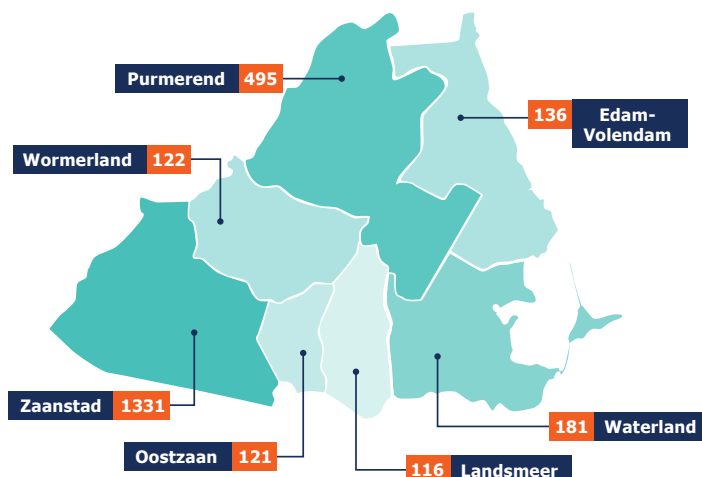 Purmerend 495
136 Edam-
Volendam
Wormerland 122
Zaanstad 1331
181 Waterland
Oostzaan 121
116 Landsmeer